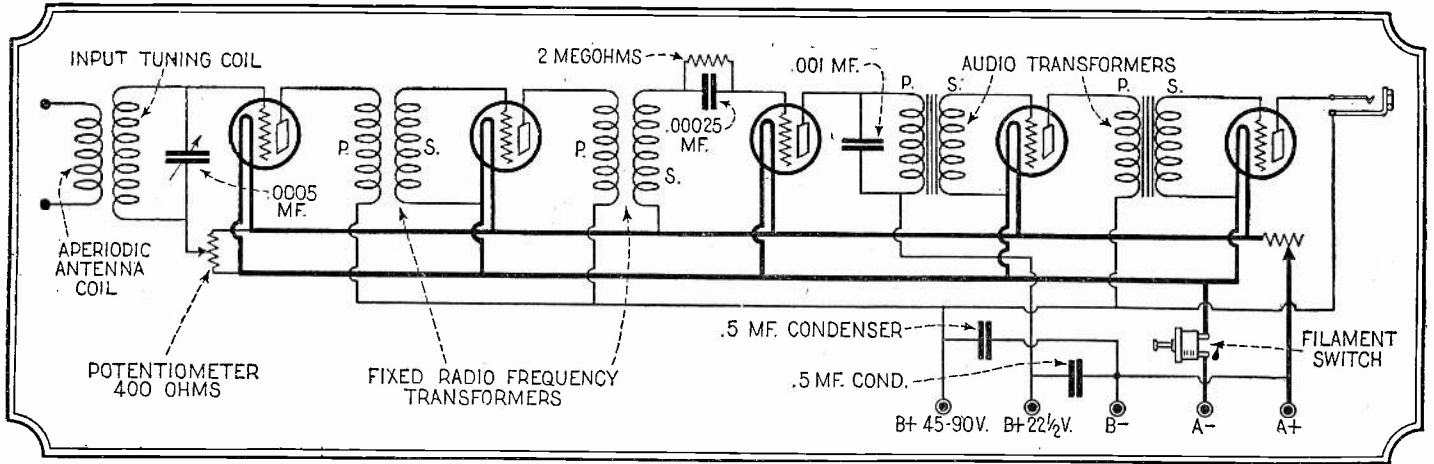 INPUT TUNING COIL
2 MEGOHMS
.001 MF.
P.
S.
AUDIO TRANSFORMERS
P.
S.
.00025
MF.
P.
S.
P.
S.
.0005
MF.
APERIODIC
ANTENNA
COIL
POTENTIOMETER
400 OHMS
FIXED RADIO FREQUENCY
TRANSFORMERS
.5 MF. CONDENSER
.5 MF. COND.
FILAMENT
SWITCH
B+ 45-90V.
B+22½V.
B-
A-
A+